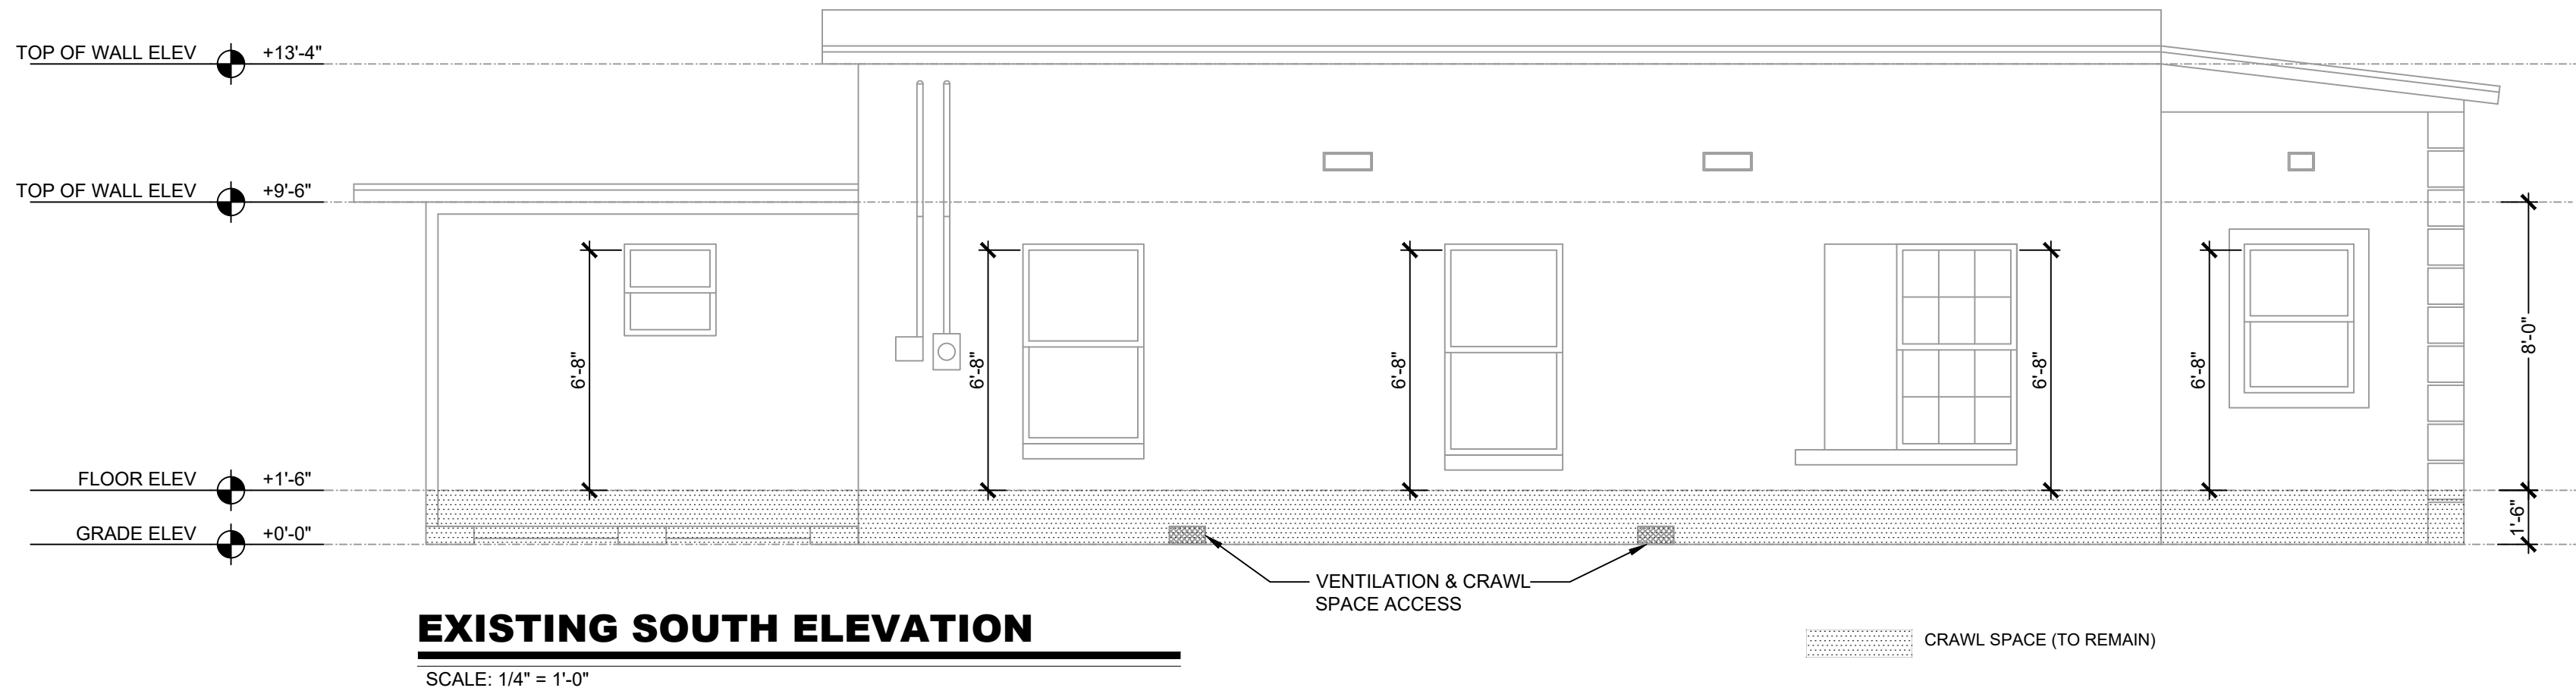 TOP OF WALL ELEV +13'-4"
TOP OF WALL ELEV +9'-6"
6'-8"
6'-8"
6'-8"
6'-8"
6'-8"
8'-0"
FLOOR ELEV +1'-6"
1'-6"
GRADE ELEV +0'-0"
VENTILATION & CRAWL
SPACE ACCESS
EXISTING SOUTH ELEVATION
SCALE: 1/4" = 1'-0"
CRAWL SPACE (TO REMAIN)